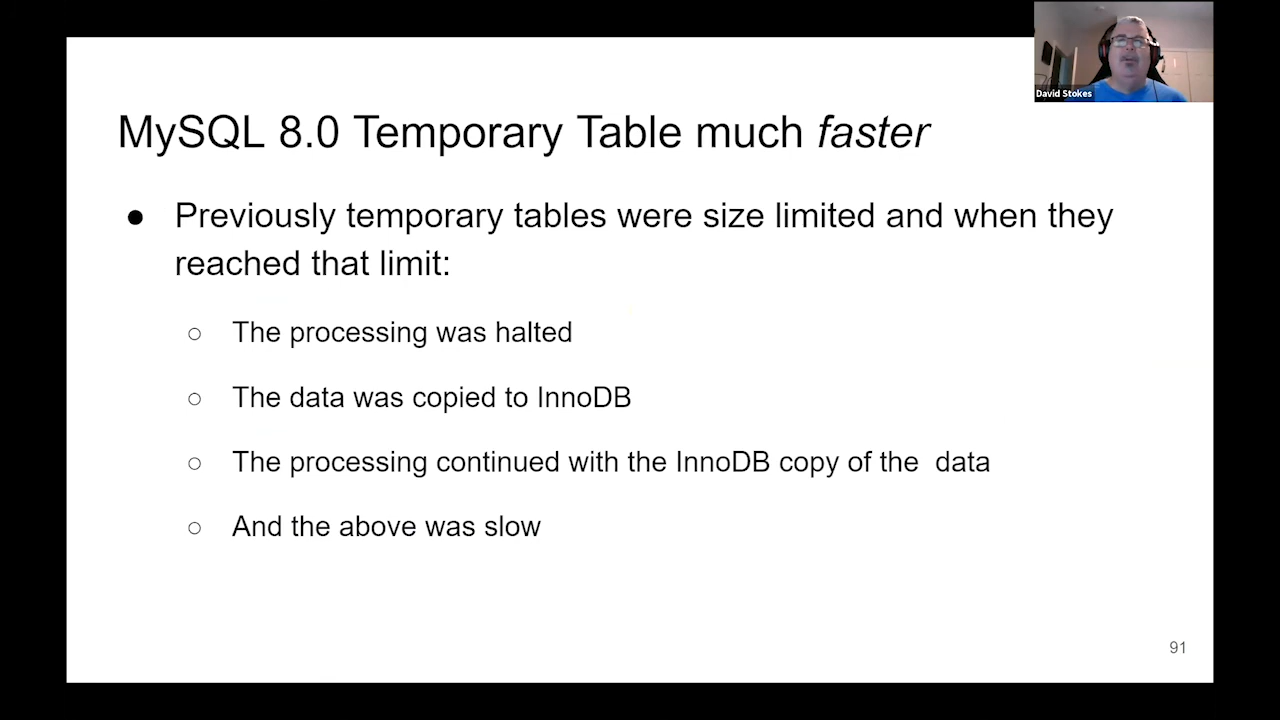 David Stokes
MySQL 8.0 Temporary Table much faster
● Previously temporary tables were size limited and when they
reached that limit:
○ The processing was halted
○ The data was copied to InnoDB
○ The processing continued with the InnoDB copy of the  data
○ And the above was slow
91